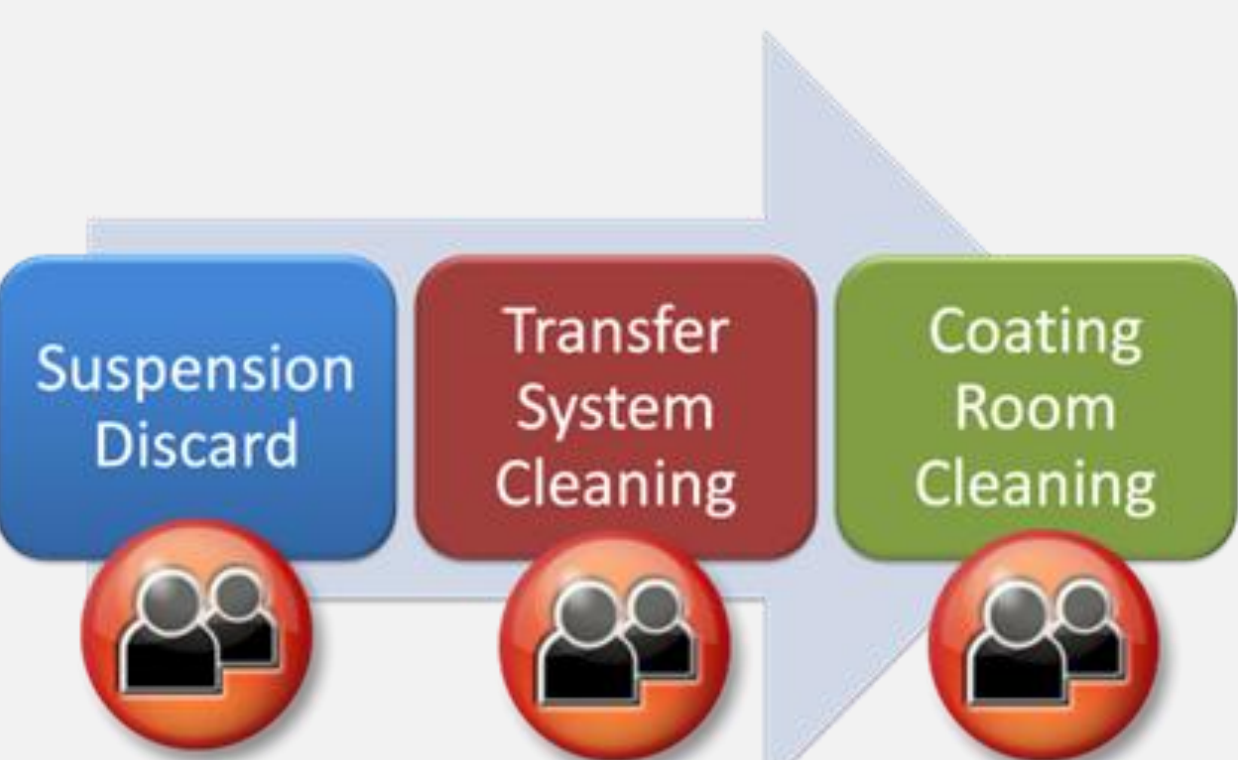 Suspension
Discard
Transfer
System
Cleaning
Coating
Room
Cleaning